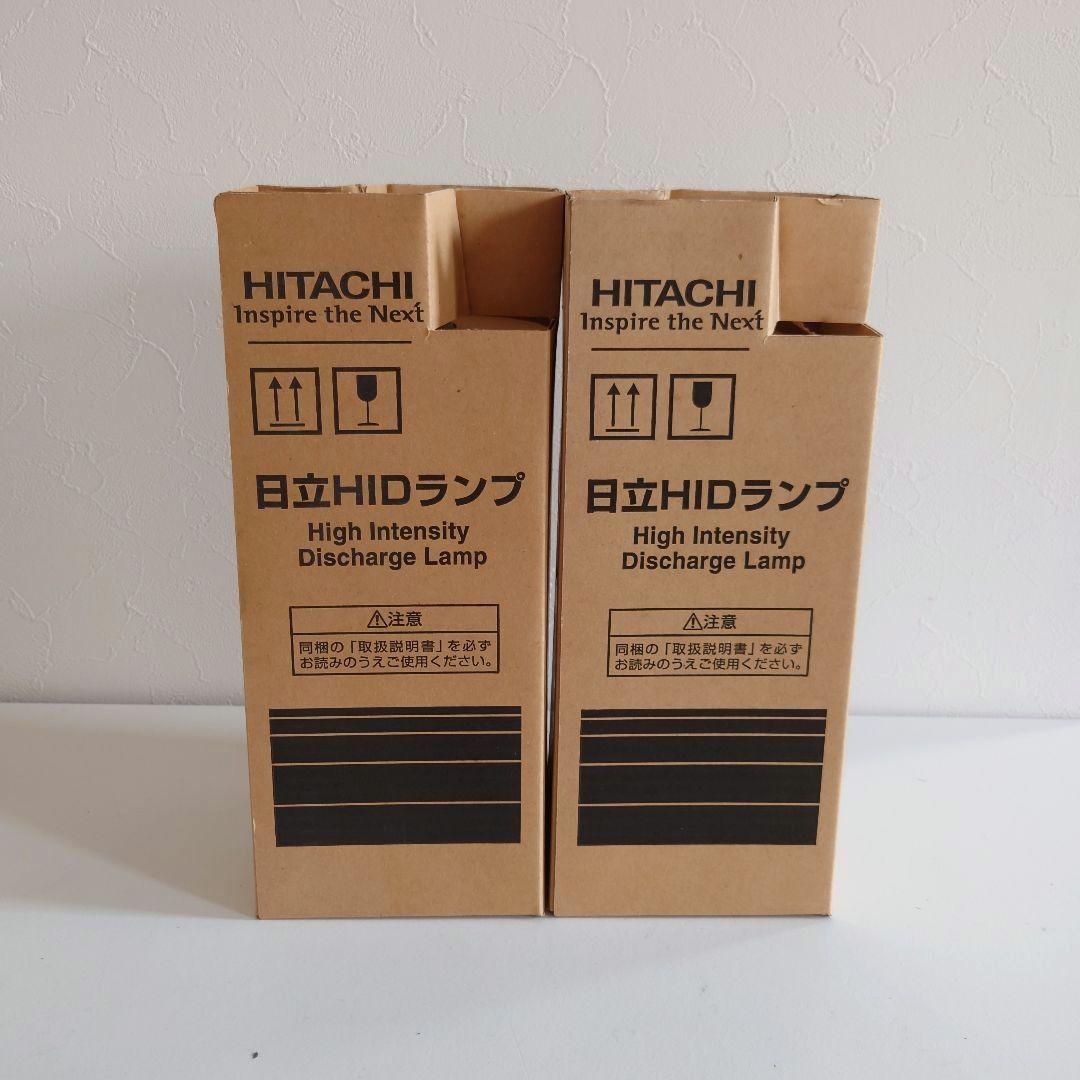 HITACHI
Inspire the Next
日立HIDランプ
High Intensity
Discharge Lamp
⚠注意
同梱の「取扱説明書」を必ず
お読みのうえご使用ください。
HITACHI
Inspire the Next
日立HIDランプ
High Intensity
Discharge Lamp
⚠注意
同梱の「取扱説明書」を必ず
お読みのうえご使用ください。